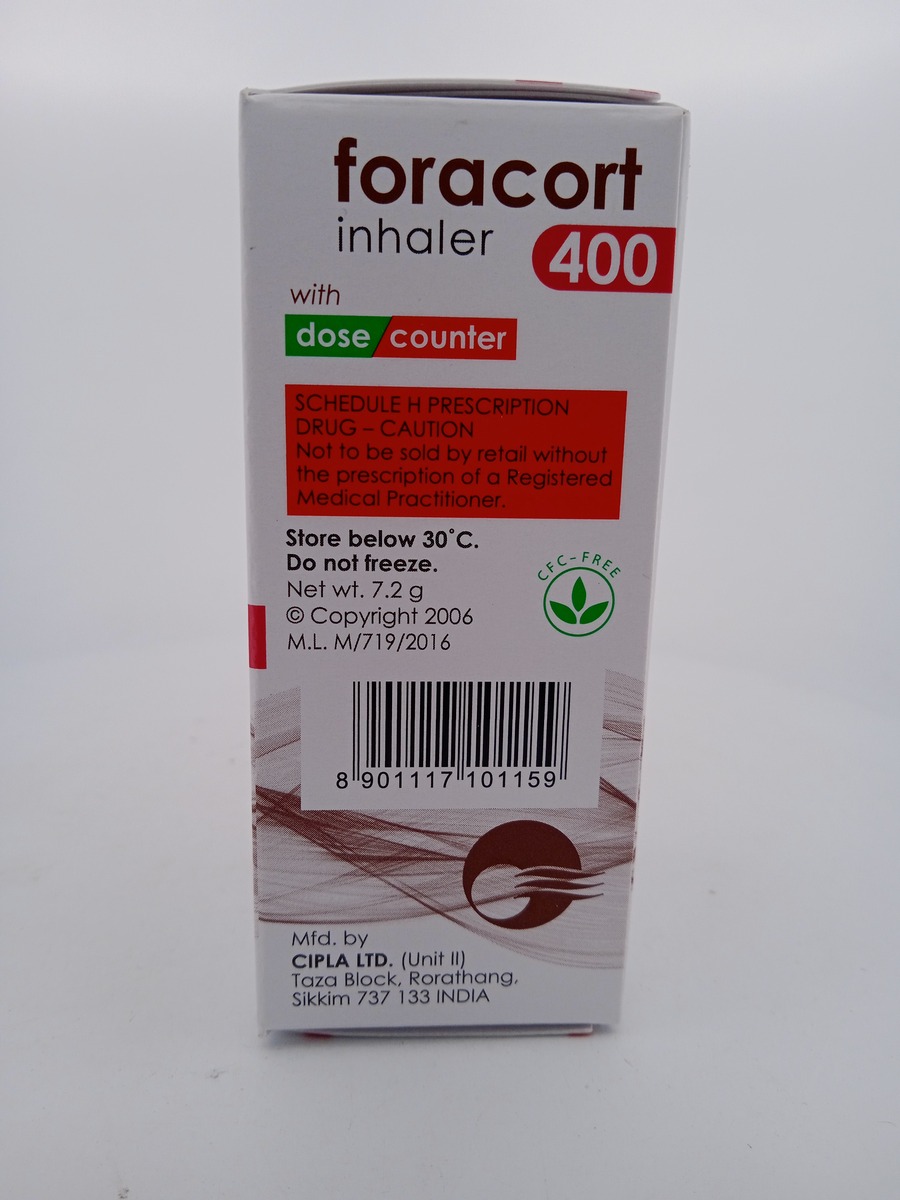 foracort
inhaler
400
with
dose counter
SCHEDULE H PRESCRIPTION
DRUG – CAUTION
Not to be sold by retail without
the prescription of a Registered
Medical Practitioner.
Store below 30°C.
Do not freeze.
Net wt. 7.2 g
© Copyright 2006
M.L. M/719/2016
CFC-FREE
8 901117 101159
Mfd. by
CIPLA LTD. (Unit II)
Taza Block, Rorathang,
Sikkim 737 133 INDIA